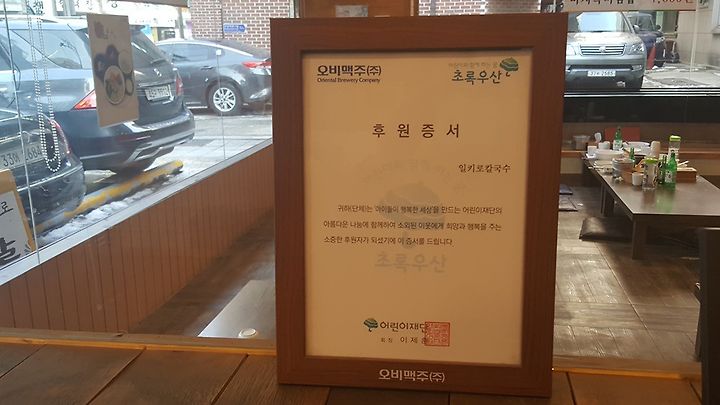 오비맥주(주)
Oriental Brewery Company
초록우산
후원증서
일키로칼국수
귀하(단체)는 '아이들이 행복한 세상'을 만드는 어린이재단의
아름다운 나눔에 함께하여 소외된 이웃에게 희망과 행복을 주는
소중한 후원자가 되셨기에 이 증서를 드립니다.
초록우산
어린이재단
회장 이제훈
오비맥주(주)